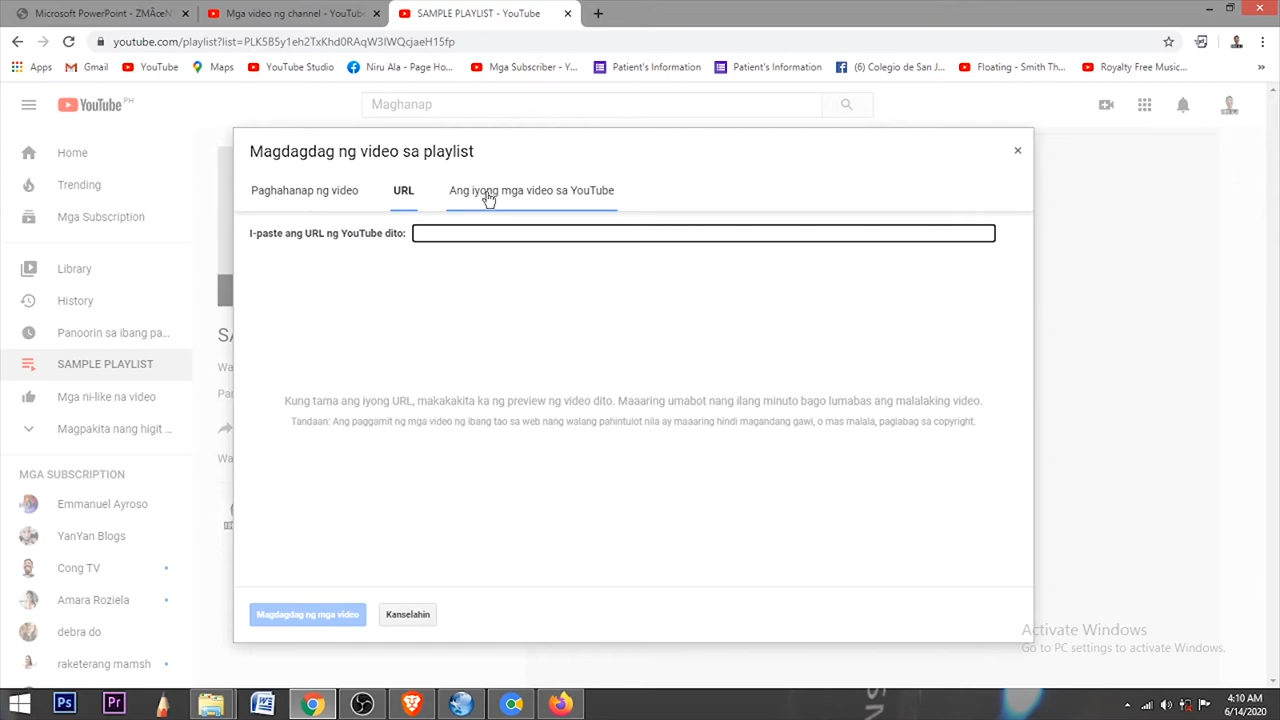 Microsoft PowerPoint - ZMÃœeN
Mga video ng channel - YouTube
SAMPLE PLAYLIST - YouTube
youtube.com/playlist?list=PLK5B5y1eh2TxKhd0RAqW3IWQcjaeH15fp
Apps Gmail YouTube Maps YouTube Studio Niru Ala - Page Ho... Mga Subscriber - Y... Patient's Information Patient's Information (6) Colegio de San J... Floating - Smith Th... Royalty Free Music...
YouTube PH
Maghanap
Home
Trending
Mga Subscription
Library
History
Panoorin sa ibang pa...
SAMPLE PLAYLIST
Mga ni-like na video
Magpakita nang higit ...
MGA SUBSCRIPTION
Emmanuel Ayroso
YanYan Blogs
Cong TV
Amara Roziela
debra do
raketerang mamsh
Magdagdag ng video sa playlist
Paghahanap ng video URL Ang iyong mga video sa YouTube
I-paste ang URL ng YouTube dito:
Kung tama ang iyong URL, makakakita ka ng preview ng video dito. Maaaring umabot nang ilang minuto bago lumabas ang malalaking video.
Tandaan: Ang paggamit ng mga video ng ibang tao sa web nang walang pahintulot nila ay maaaring hindi magandang gawi, o mas malala, paglabag sa copyright.
Magdagdag ng mga video Kanselahin
Activate Windows
Go to PC settings to activate Windows.
Ps Pr
4:10 AM
6/14/2020